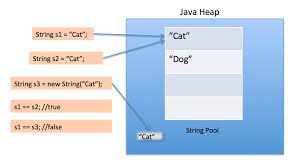 Java Heap
String s1 = "Cat";
"Cat"
String s2 = "Cat";
"Dog"
String s3 = new String("Cat");
s1 == s2; //true
s1 == s3; //false
"Cat"
String Pool